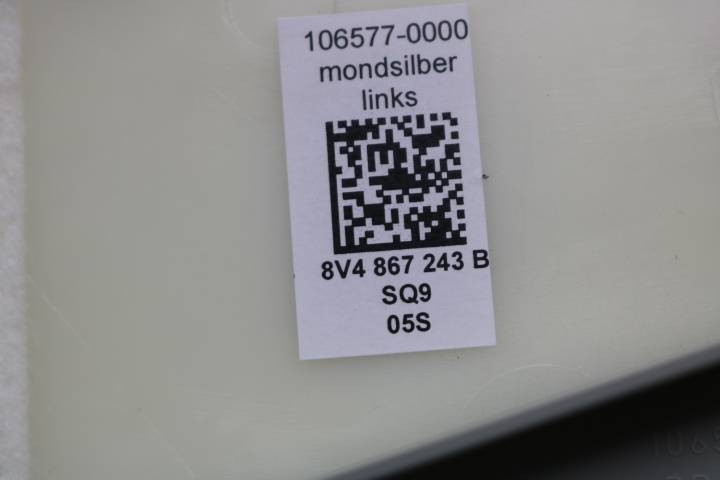 106577-0000
mondsilber
links
8V4 867 243 B
SQ9
05S